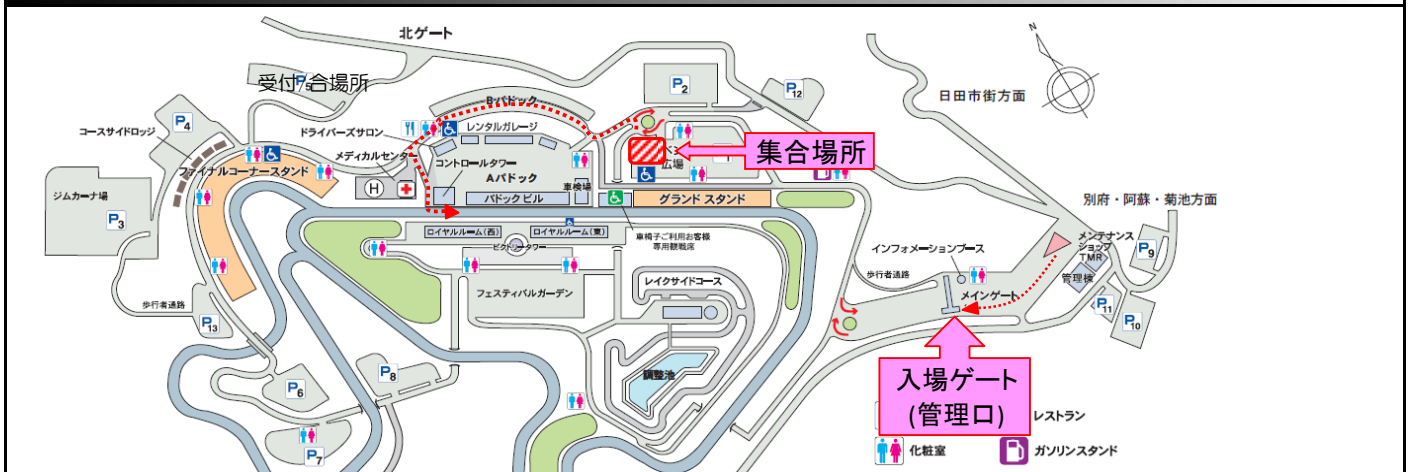 北ゲート
N
受付/合場所
P5
P2
P12
日田市街方面
P4
コースサイドロッジ
ドライバーズサロン
Bパドック
レンタルガレージ
メディカルセンター
コントロールタワー
集合場所
広場
ファイナルコーナースタンド
H
Aパドック
車検場
ジムカーナ場
P3
パドックビル
グランド スタンド
別府・阿蘇・菊池方面
ロイヤルルーム(西)
ロイヤルルーム(東)
車椅子ご利用お客様
専用観戦席
ビクトリータワー
インフォメーションブース
メンテナンス
ショップ
TMR
P9
歩行者通路
管理棟
フェスティバルガーデン
レイクサイドコース
メインゲート
歩行者通路
P13
P11
P10
調整池
P8
P6
入場ゲート
(管理口)
レストラン
P7
化粧室
ガソリンスタンド